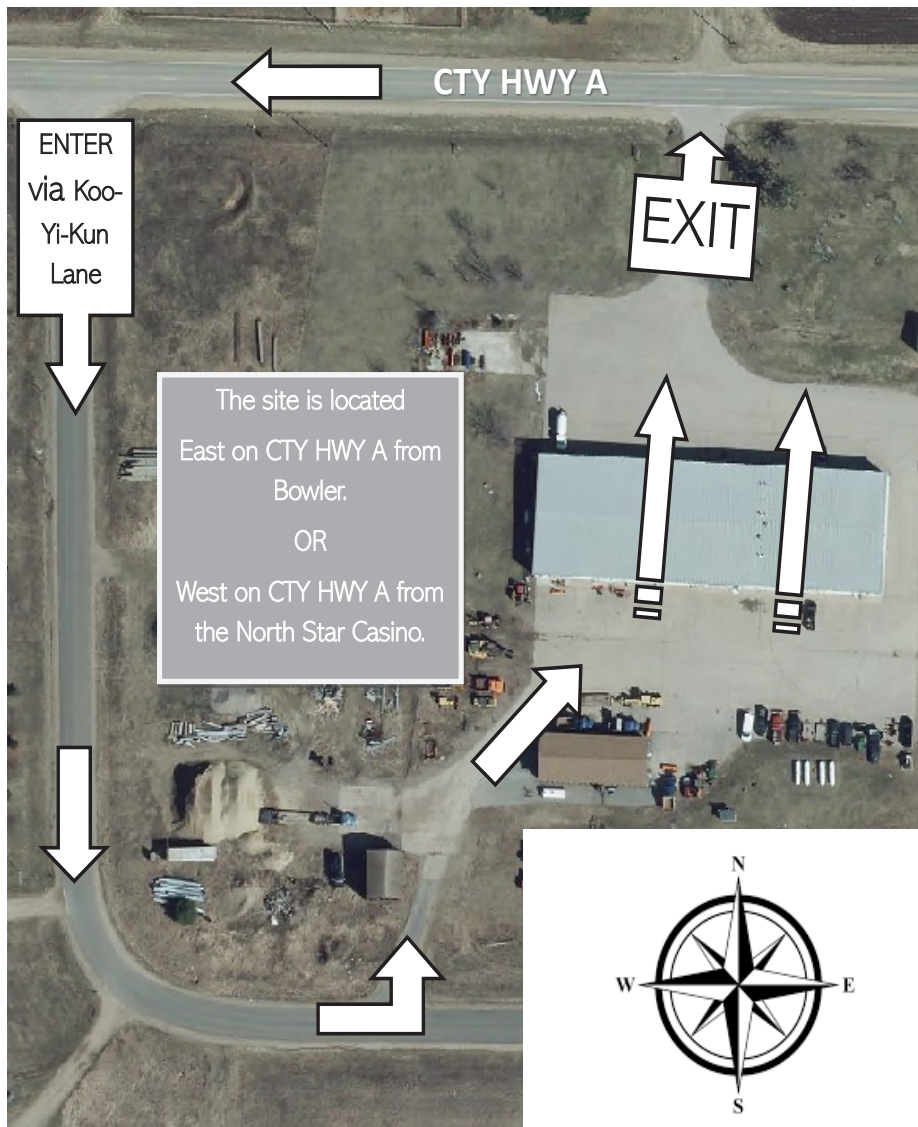 CTY HWY A
ENTER
via Koo-
Yi-Kun
Lane
EXIT
The site is located
East on CTY HWY A from
Bowler.
OR
West on CTY HWY A from
the North Star Casino.
N
W
E
S